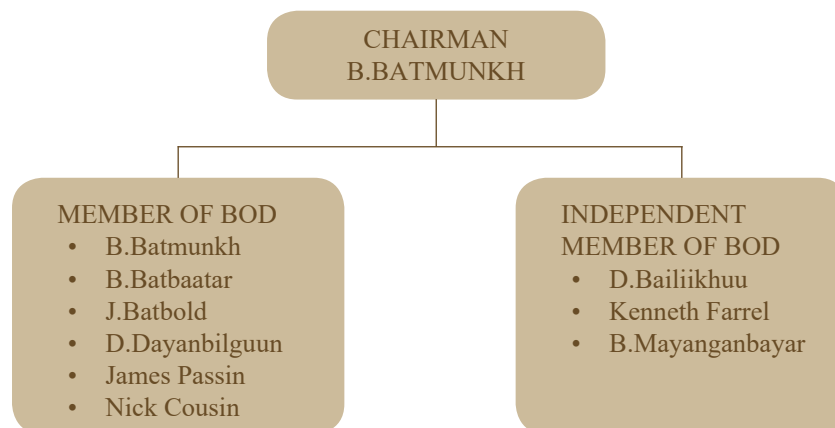 CHAIRMAN
B.BATMUNKH
MEMBER OF BOD
• B.Batmunkh
• B.Batbaatar
• J.Batbold
• D.Dayanbilguun
• James Passin
• Nick Cousin
INDEPENDENT
MEMBER OF BOD
• D.Bailiikhuu
• Kenneth Farrel
• B.Mayanganbayar